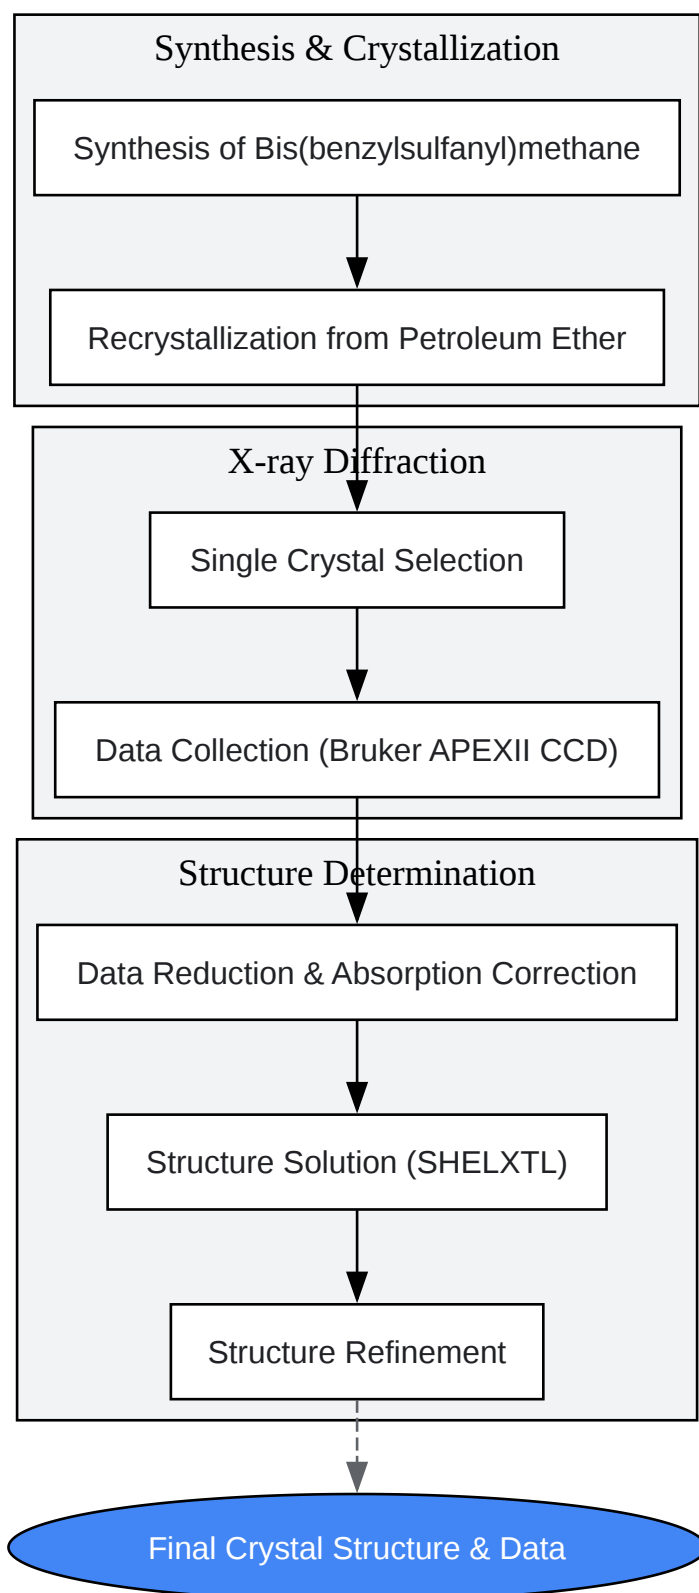 Synthesis & Crystallization
Synthesis of Bis(benzylsulfanyl)methane
Recrystallization from Petroleum Ether
X-ray Diffraction
Single Crystal Selection
Data Collection (Bruker APEXII CCD)
Structure Determination
Data Reduction & Absorption Correction
Structure Solution (SHELXTL)
Structure Refinement
Final Crystal Structure & Data